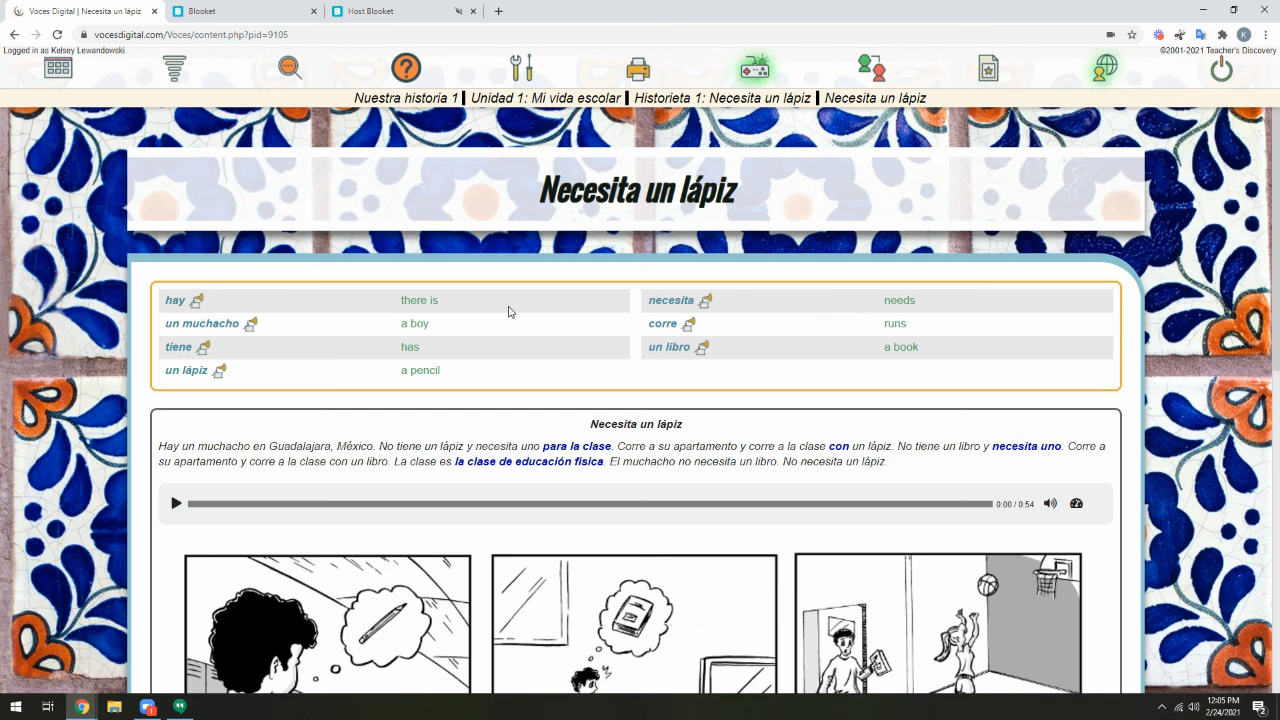 Voces Digital | Necesita un lápiz
Blooket
Host Blooket
vocesdigital.com/Voces/content.php?pid=9105
K
Logged in as Kelsey Lewandowski
©2001-2021 Teacher's Discovery
Nuestra historia 1 | Unidad 1: Mi vida escolar | Historieta 1: Necesita un lápiz | Necesita un lápiz
Necesita un lápiz
hay there is
un muchacho a boy
tiene has
un lápiz a pencil
necesita needs
corre runs
un libro a book
Necesita un lápiz
Hay un muchacho en Guadalajara, México. No tiene un lápiz y necesita uno para la clase. Corre a su apartamento y corre a la clase con un lápiz. No tiene un libro y necesita uno. Corre a
su apartamento y corre a la clase con un libro. La clase es la clase de educación física. El muchacho no necesita un libro. No necesita un lápiz.
0:00 / 0:54
12:05 PM
2/24/2021
1
2